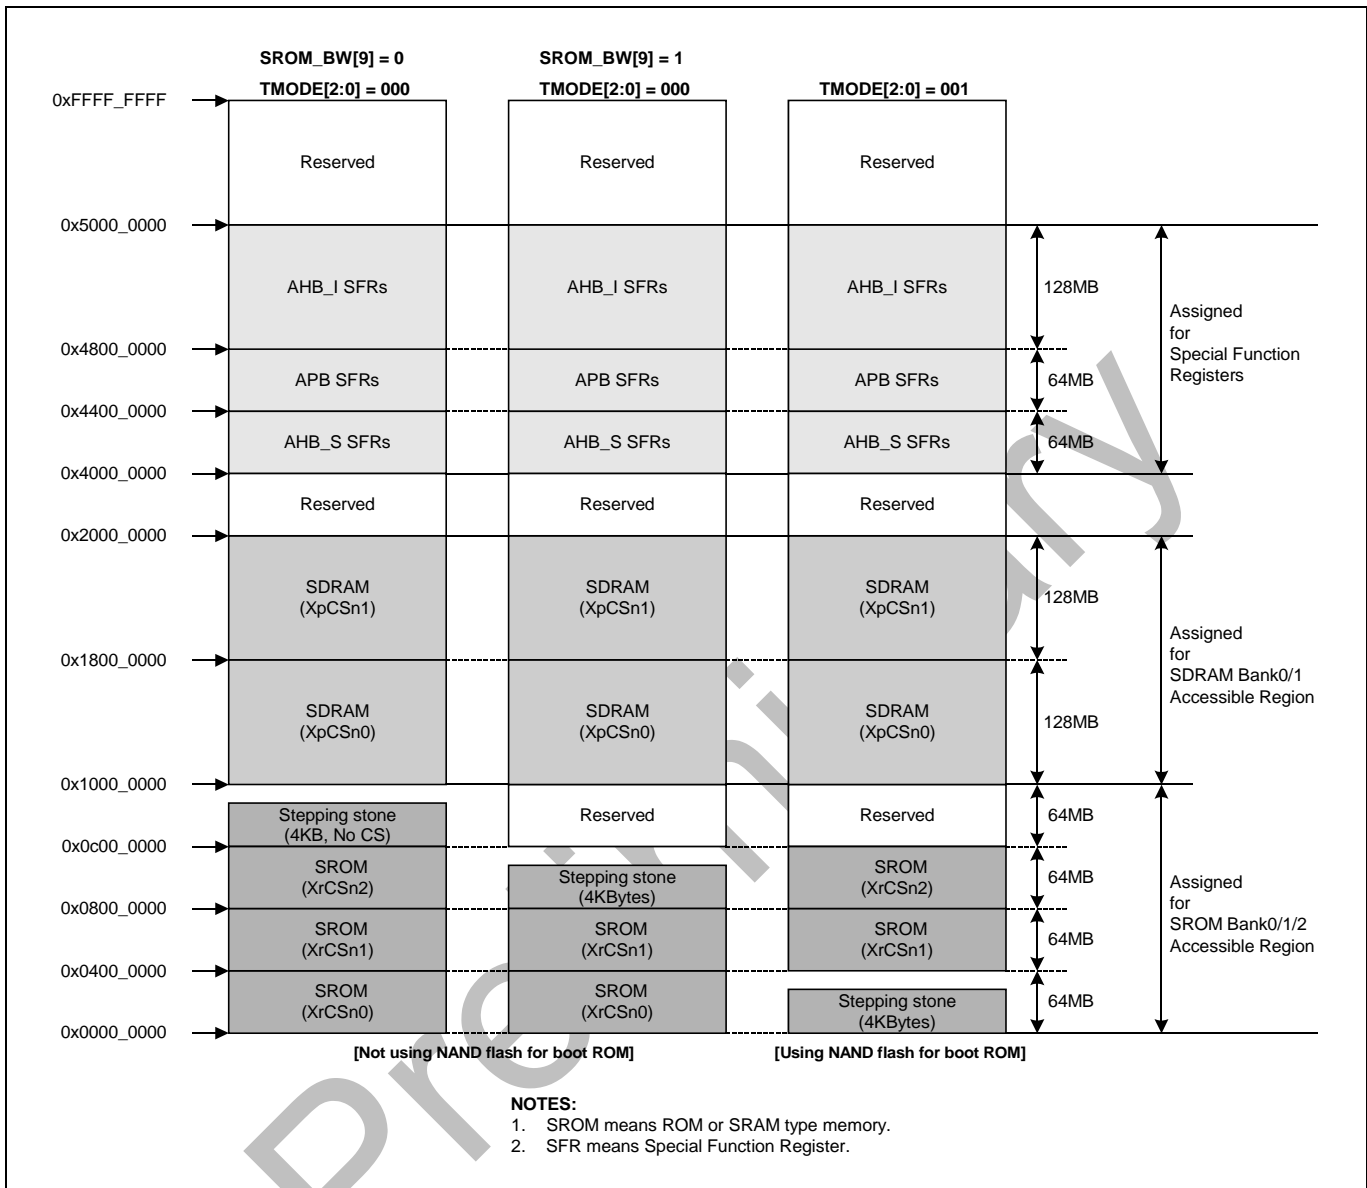 SROM_BW[9] = 0
SROM_BW[9] = 1
TMODE[2:0] = 000
TMODE[2:0] = 000
TMODE[2:0] = 001
0xFFFF_FFFF
Reserved
Reserved
Reserved
0x5000_0000
AHB_I SFRs
AHB_I SFRs
AHB_I SFRs
128MB
Assigned
for
Special Function
Registers
0x4800_0000
APB SFRs
APB SFRs
APB SFRs
64MB
0x4400_0000
AHB_S SFRs
AHB_S SFRs
AHB_S SFRs
64MB
0x4000_0000
Reserved
Reserved
Reserved
0x2000_0000
SDRAM
(XpCSn1)
SDRAM
(XpCSn1)
SDRAM
(XpCSn1)
128MB
Assigned
for
SDRAM Bank0/1
Accessible Region
0x1800_0000
SDRAM
(XpCSn0)
SDRAM
(XpCSn0)
SDRAM
(XpCSn0)
128MB
0x1000_0000
Stepping stone
(4KB, No CS)
Reserved
Reserved
64MB
0x0c00_0000
SROM
(XrCSn2)
Stepping stone
(4KBytes)
SROM
(XrCSn2)
64MB
Assigned
for
SROM Bank0/1/2
Accessible Region
0x0800_0000
SROM
(XrCSn1)
SROM
(XrCSn1)
SROM
(XrCSn1)
64MB
0x0400_0000
SROM
(XrCSn0)
SROM
(XrCSn0)
Stepping stone
(4KBytes)
64MB
0x0000_0000
[Not using NAND flash for boot ROM]
[Using NAND flash for boot ROM]
NOTES:
1. SROM means ROM or SRAM type memory.
2. SFR means Special Function Register.
Preliminary